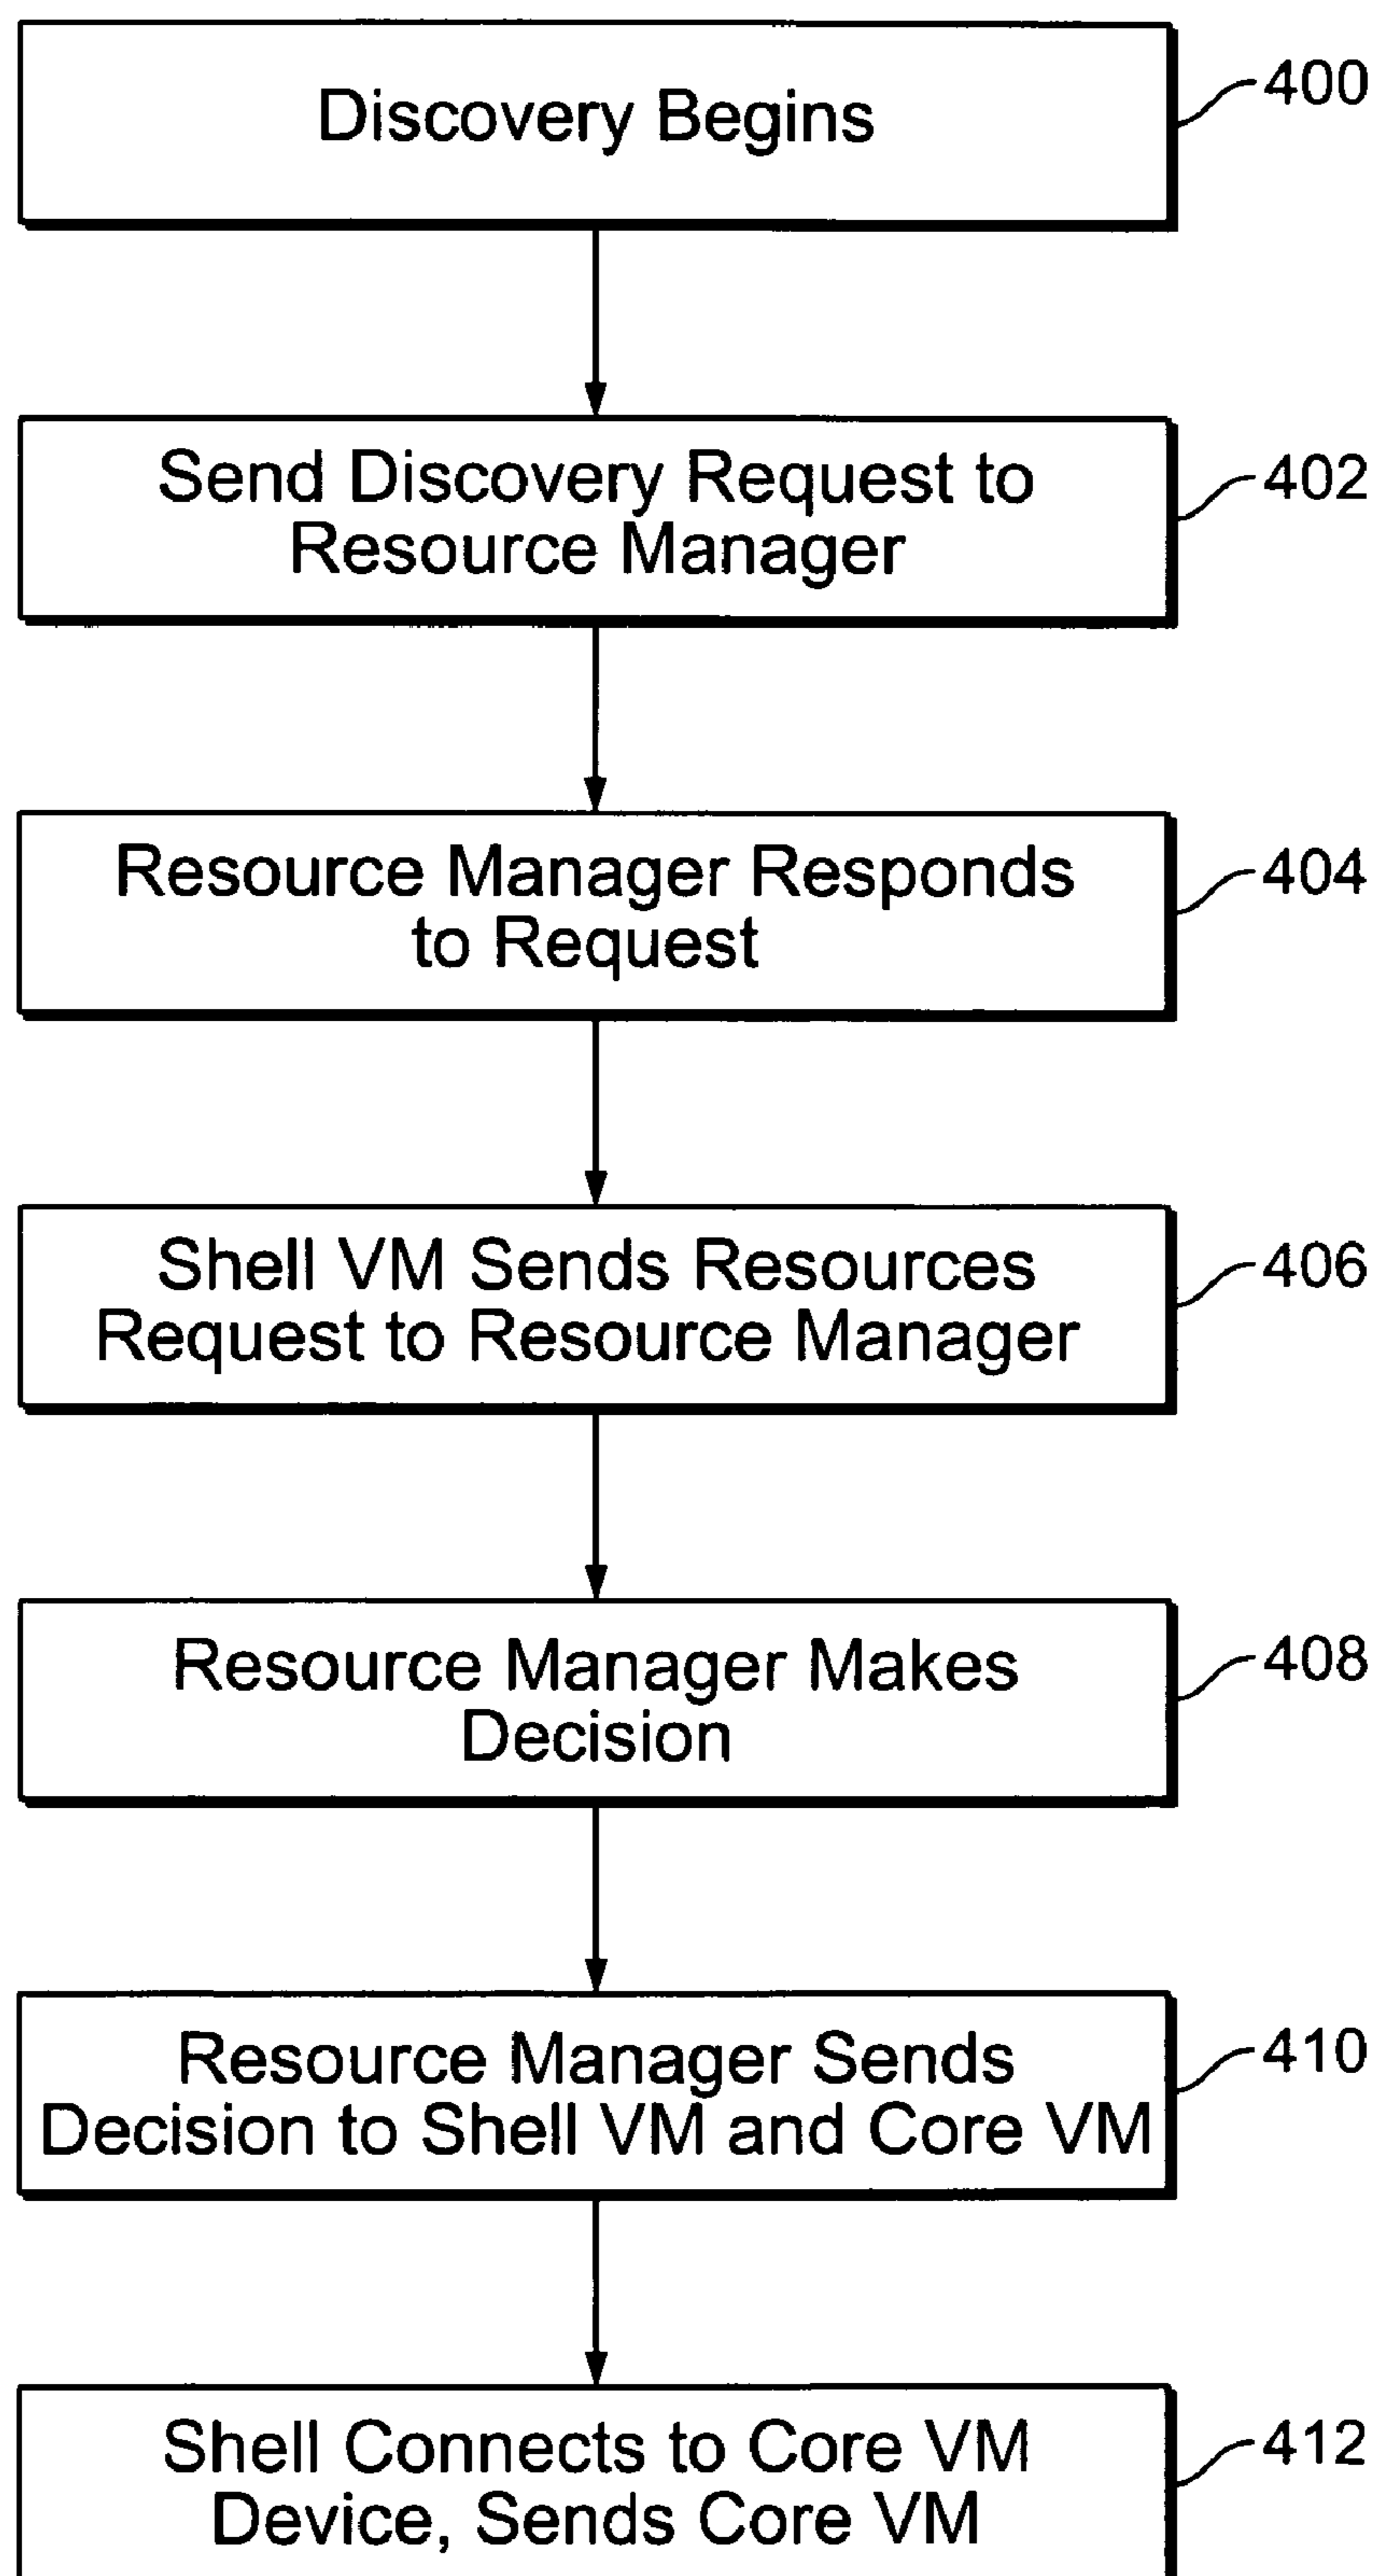 Discovery Begins
400
Send Discovery Request to
Resource Manager
402
Resource Manager Responds
to Request
404
Shell VM Sends Resources
Request to Resource Manager
406
Resource Manager Makes
Decision
408
Resource Manager Sends
Decision to Shell VM and Core VM
410
Shell Connects to Core VM
Device, Sends Core VM
412